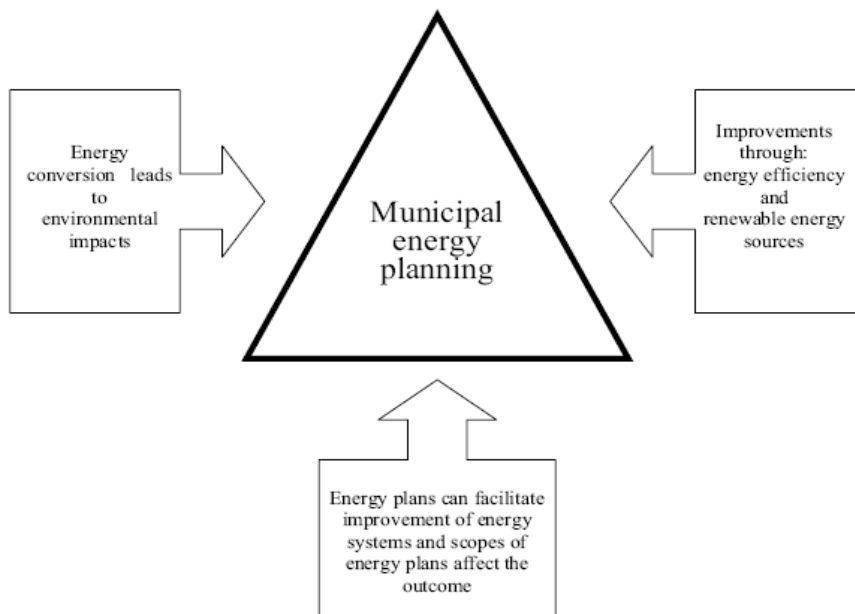 Energy
conversion leads
to
environmental
impacts
Municipal
energy
planning
Improvements
through:
energy efficiency
and
renewable energy
sources
Energy plans can facilitate
improvement of energy
systems and scopes of
energy plans affect the
outcome